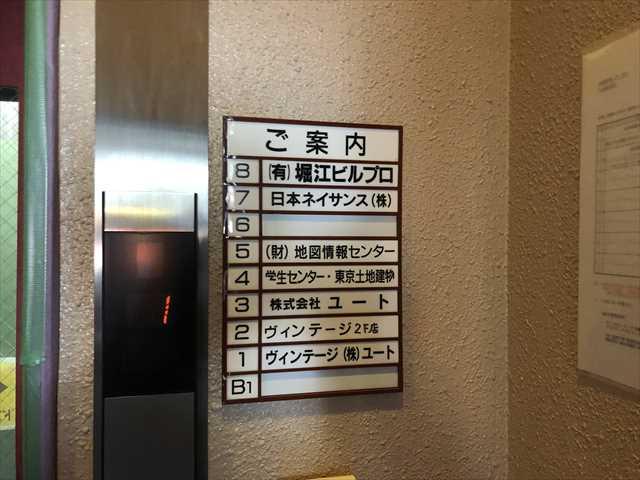 ご案内
8 (有)堀江ビルプロ
7 日本ネイサンス(株)
6
5 (財)地図情報センター
4 学生センター・東京土地建物
3 株式会社 ユート
2 ヴィンテージ2F店
1 ヴィンテージ(株)ユート
B1
1